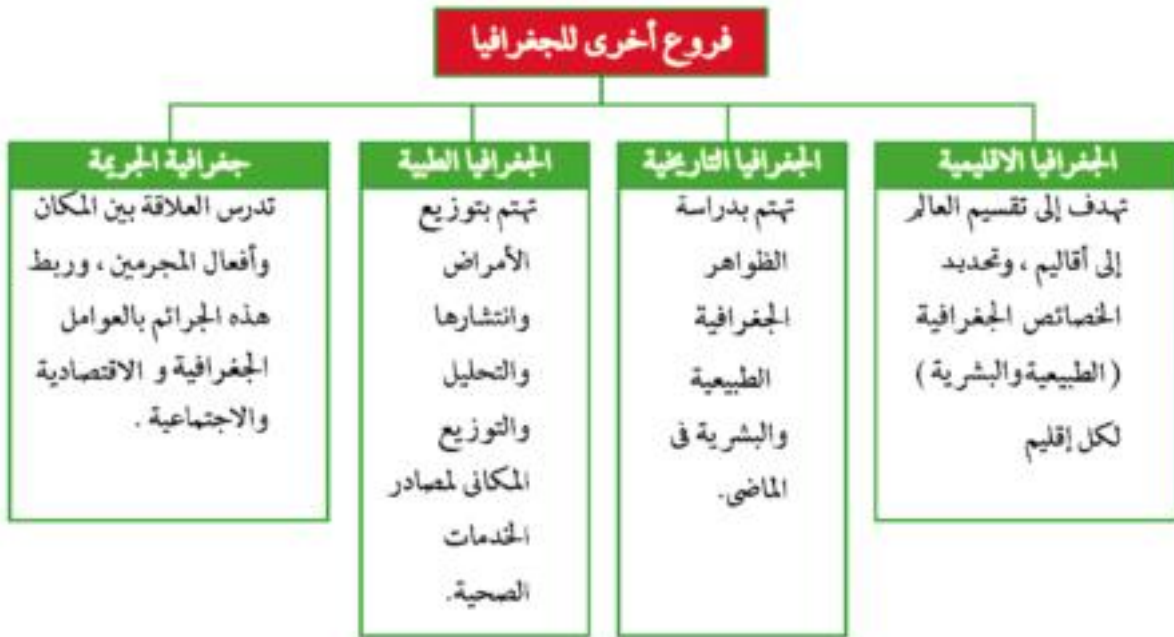 فروع أخرى للجغرافيا
الجغرافيا الاقليمية
تهدف إلى تقسيم العالم
إلى أقاليم ، وتحديد
الخصائص الجغرافية
( الطبيعية والبشرية )
لكل إقليم
الجغرافيا التاريخية
تهتم بدراسة
الظواهر
الجغرافية
الطبيعية
والبشرية فى
الماضى.
الجغرافيا الطبية
تهتم بتوزيع
الأمراض
وانتشارها
والتحليل
والتوزيع
المكانى لمصادر
الخدمات
الصحية.
جغرافية الجريمة
تدرس العلاقة بين المكان
وأفعال المجرمين ، وربط
هذه الجرائم بالعوامل
الجغرافية و الاقتصادية
والاجتماعية .